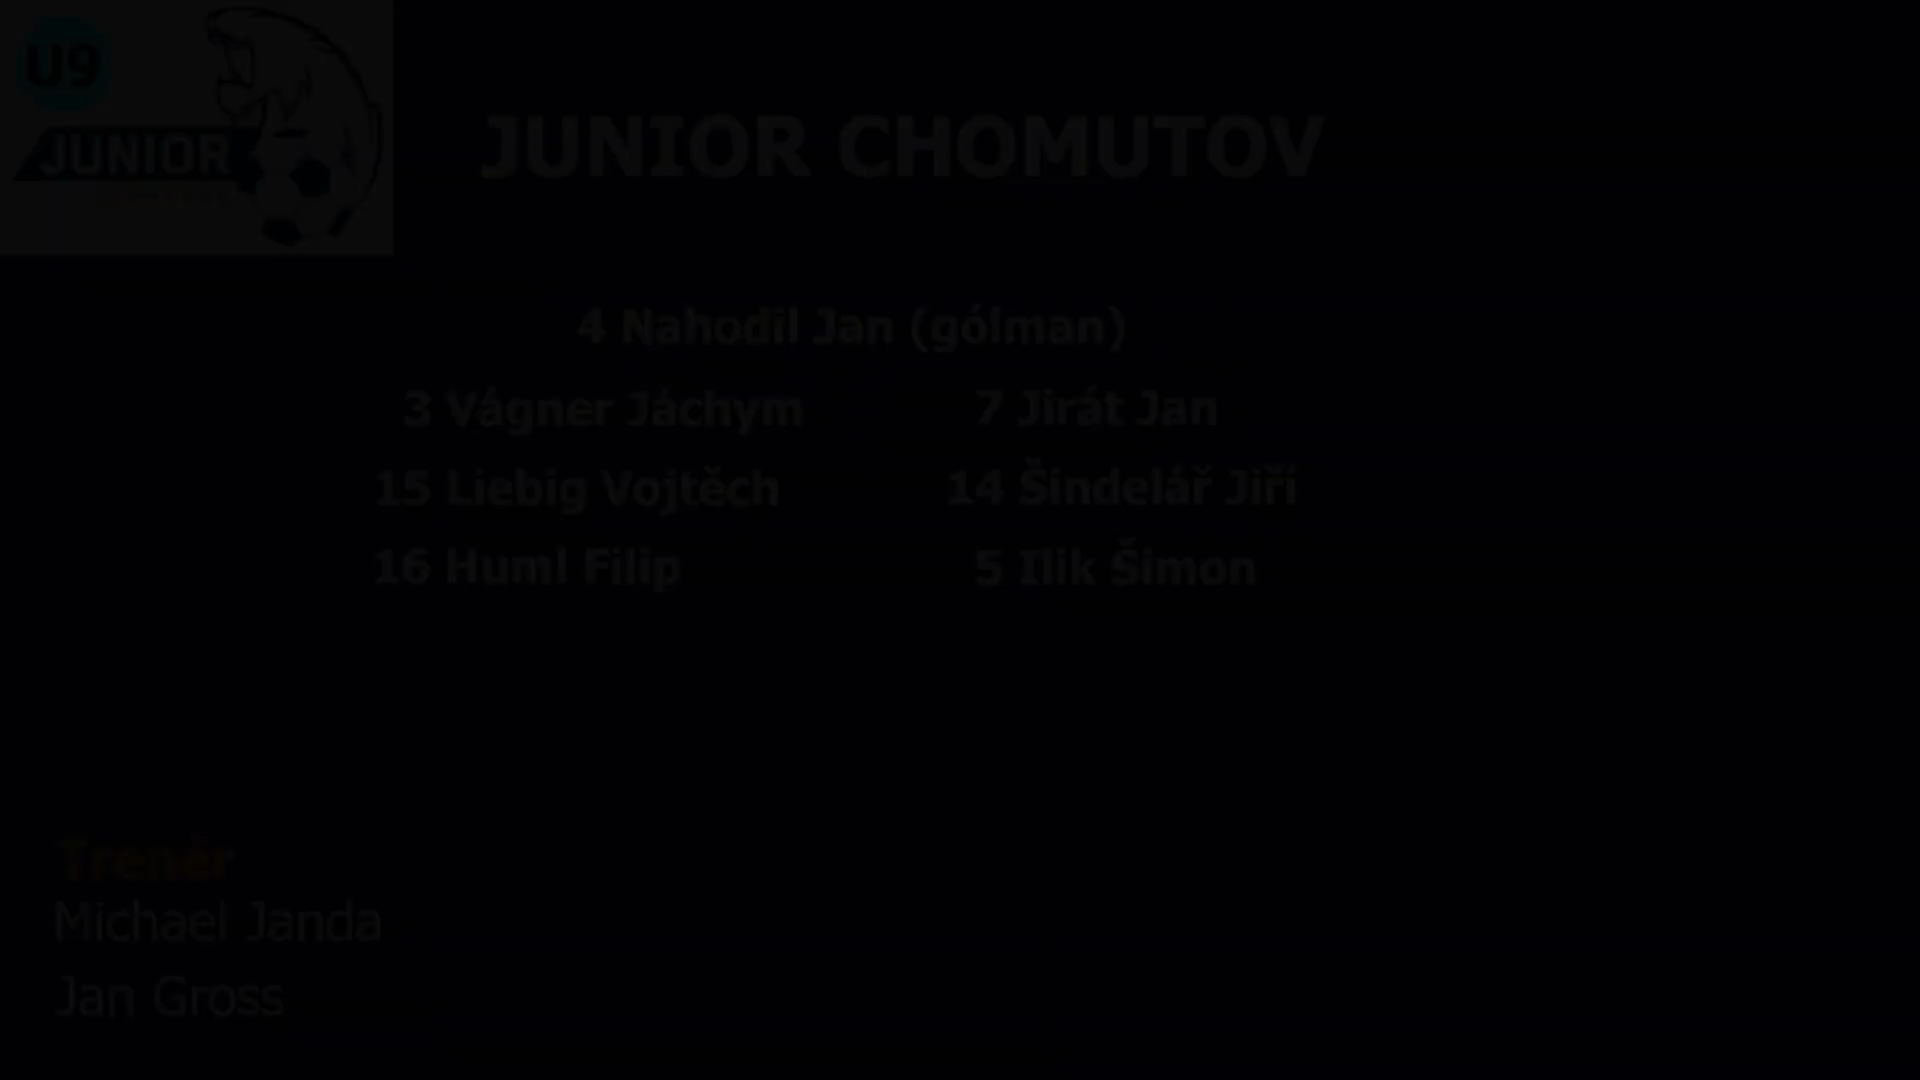 U9
JUNIOR
JUNIOR CHOMUTOV
4 Nahodil Jan (gólman)
3 Vágner Jáchym
7 Jirát Jan
15 Liebig Vojtěch
14 Šindelář Jiří
16 Huml Filip
5 Ilik Šimon
Trenér
Michael Janda
Jan Gross